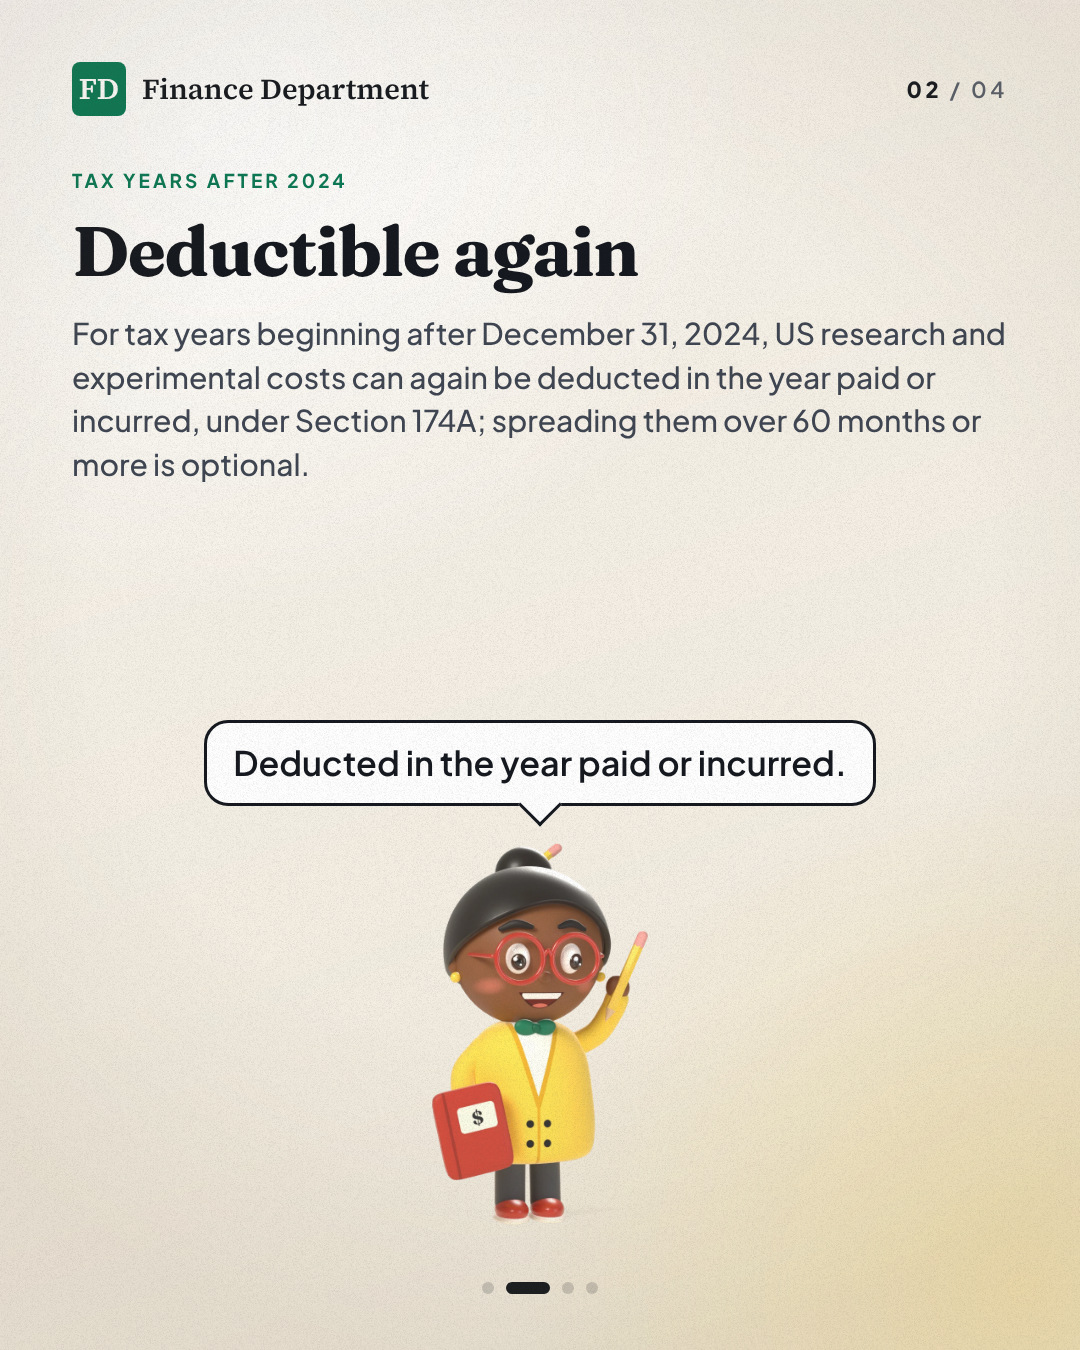 FD Finance Department
02 / 04
TAX YEARS AFTER 2024
Deductible again
For tax years beginning after December 31, 2024, US research and
experimental costs can again be deducted in the year paid or
incurred, under Section 174A; spreading them over 60 months or
more is optional.
Deducted in the year paid or incurred.
$